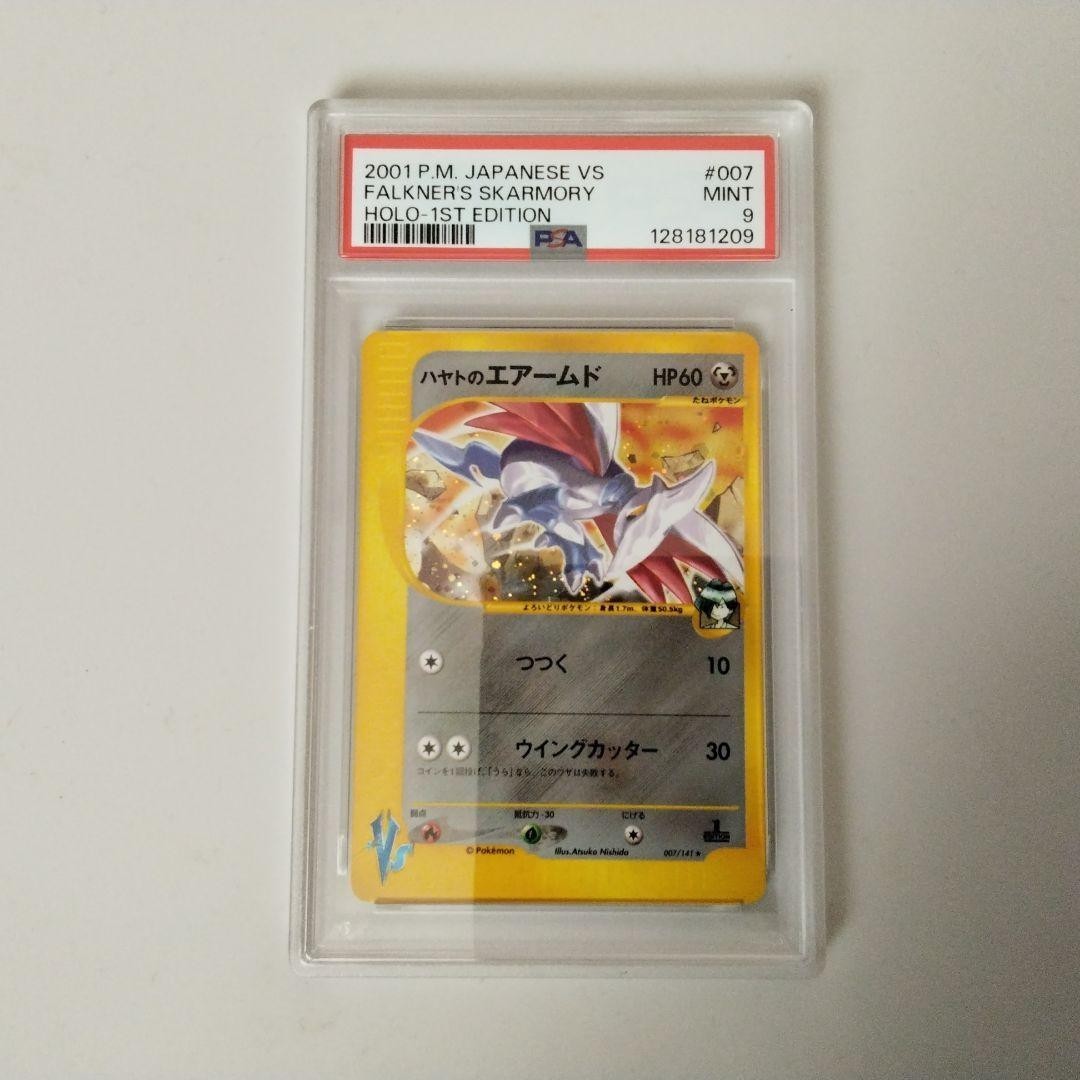 2001 P.M. JAPANESE VS #007
FALKNER'S SKARMORY MINT
HOLO-1ST EDITION 9
PSA 128181209
ハヤトのエアームド HP60
たねポケモン
よろいどりポケモン:身長1.7m、体重50.5kg
つつく 10
ウイングカッター 30
コインを1回投げ、「うら」なら、このワザは失敗する。
弱点 抵抗力 -30 にげる
1 EDITION
Vs
© Pokémon Illus.Atsuko Nishida 007/141★